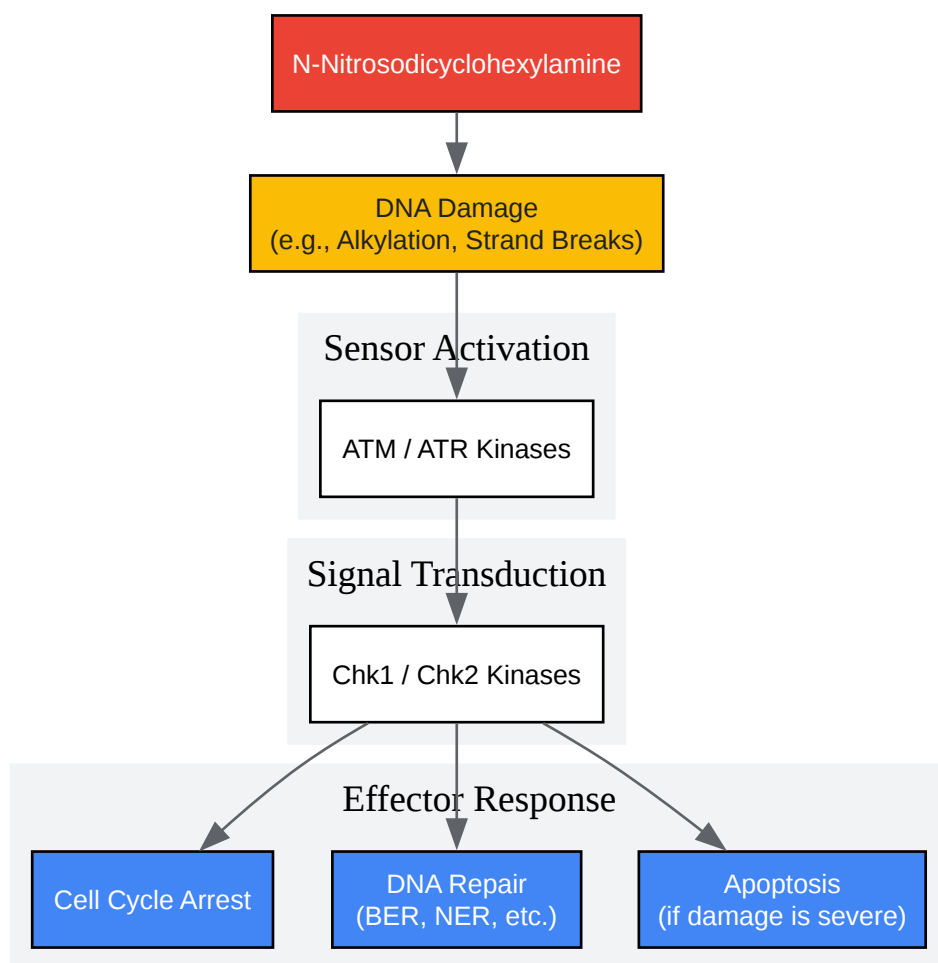 N-Nitrosodicyclohexylamine
DNA Damage
(e.g., Alkylation, Strand Breaks)
Sensor Activation
ATM / ATR Kinases
Signal Transduction
Chk1 / Chk2 Kinases
Effector Response
Cell Cycle Arrest
DNA Repair
(BER, NER, etc.)
Apoptosis
(if damage is severe)